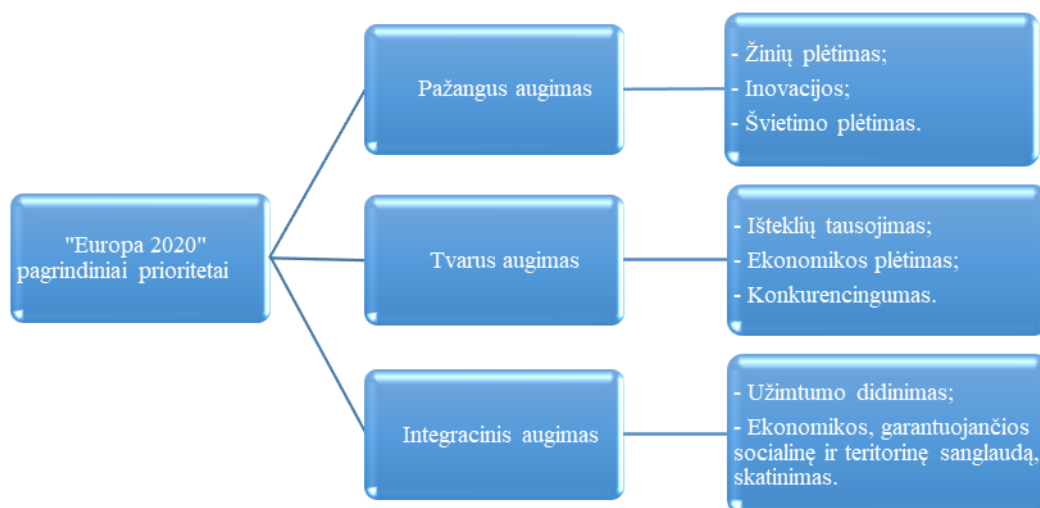 "Europa 2020"
pagrindiniai prioritetai
Pažangus augimas
- Žinių plėtimas;
- Inovacijos;
- Švietimo plėtimas.
Tvarus augimas
- Išteklių tausojimas;
- Ekonomikos plėtimas;
- Konkurencingumas.
Integracinis augimas
- Užimtumo didinimas;
- Ekonomikos, garantuojančios
socialinę ir teritorinę sanglaudą,
skatinimas.